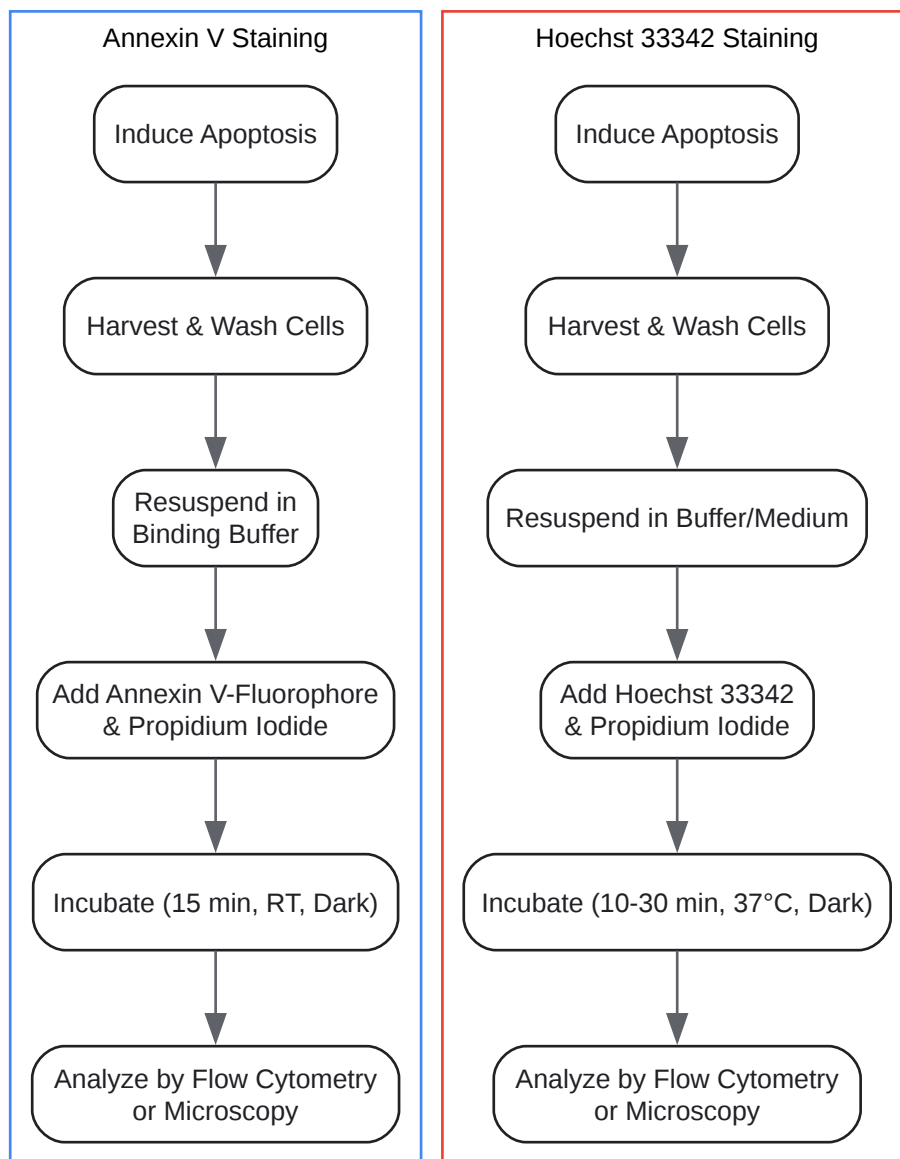 Annexin V Staining
Induce Apoptosis
Harvest & Wash Cells
Resuspend in
Binding Buffer
Add Annexin V-Fluorophore
& Propidium Iodide
Incubate (15 min, RT, Dark)
Analyze by Flow Cytometry
or Microscopy
Hoechst 33342 Staining
Induce Apoptosis
Harvest & Wash Cells
Resuspend in Buffer/Medium
Add Hoechst 33342
& Propidium Iodide
Incubate (10-30 min, 37°C, Dark)
Analyze by Flow Cytometry
or Microscopy